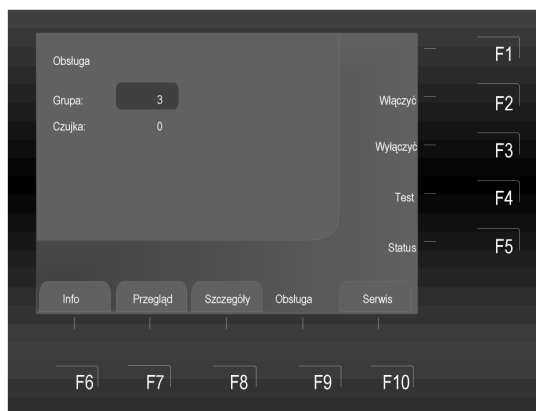 Obsługa
F1
Grupa: 3
Włączyć F2
Czujka: 0
Wyłączyć F3
Test F4
Status F5
Info Przegląd Szczegóły Obsługa Serwis
F6 F7 F8 F9 F10